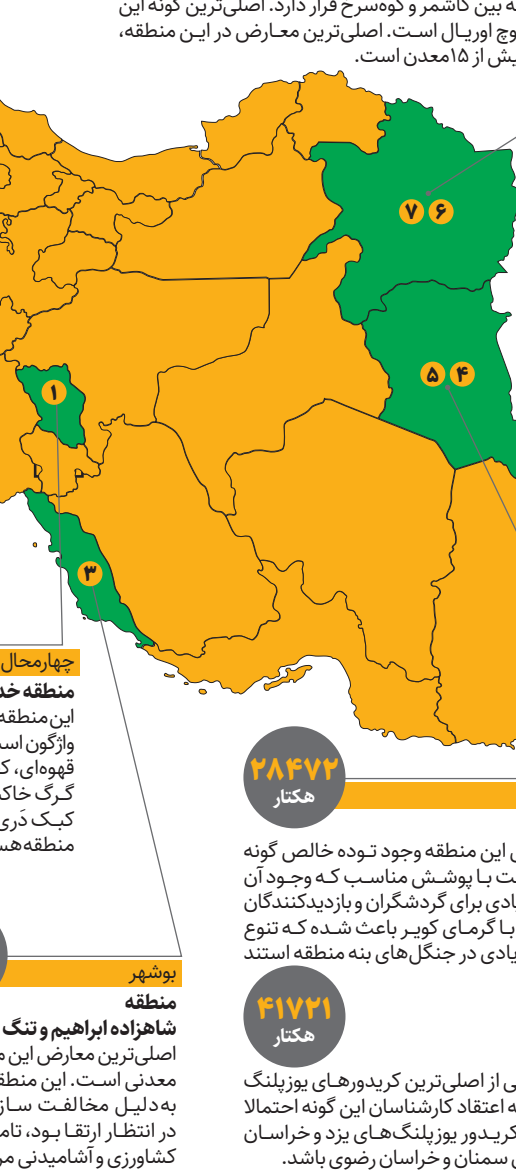 ه بین کاشمر و کوه‌سرخ قرار دارد. اصلی‌ترین گونه این
وچ اوریال است. اصلی‌ترین معارض در این منطقه،
یش از ۱۵معدن است.
۷ ۶
۵ ۴
۱
۳
چهارمحال
منطقه خد
این منطقه
واژگون اس
قهوه‌ای، ک
گرگ خاک
کبک دَری
منطقه‌هس
۲۸۴۷۲
هکتار
ی این منطقه وجود توده خالص گونه
ت با پوشش مناسب که وجود آن
یادی برای گردشگران و بازدیدکنندگان
با گرمای کویر باعث شده که تنوع
یادی در جنگل‌های بنه منطقه استند
بوشهر
منطقه
شاهزاده ابراهیم و تنگ
اصلی‌ترین معارض این م
معدنی است. این منطق
به‌دلیل مخالفت ساز
در انتظار ارتقا بود، تام
کشاورزی و آشامیدنی مر
۴۱۷۲۱
هکتار
ی از اصلی‌ترین کریدورهای یوزپلنگ
ه اعتقاد کارشناسان این گونه احتمالا
کریدور یوزپلنگ‌های یزد و خراسان
ی سمنان و خراسان رضوی باشد.